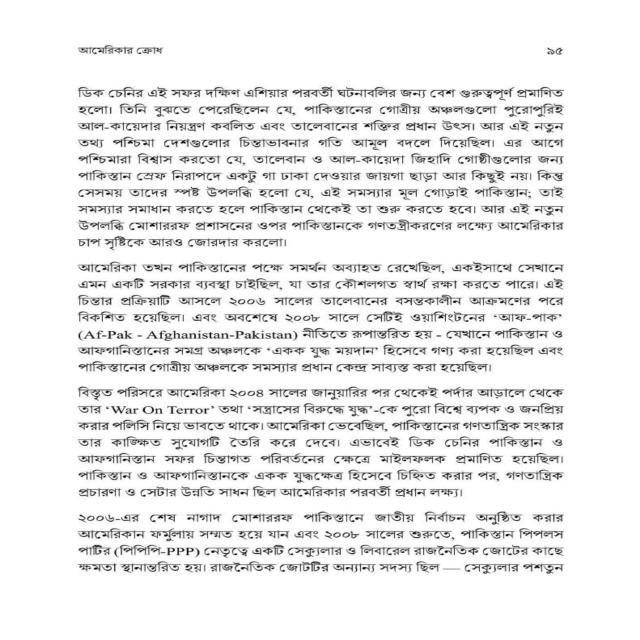 আমেরিকার ক্রোধ ৯৫
ডিক চেনির এই সফর দক্ষিণ এশিয়ার পরবর্তী ঘটনাবলির জন্য বেশ গুরুত্বপূর্ণ প্রমাণিত
হলো। তিনি বুঝতে পেরেছিলেন যে, পাকিস্তানের গোত্রীয় অঞ্চলগুলো পুরোপুরিই
আল-কায়েদার নিয়ন্ত্রণ কবলিত এবং তালেবানের শক্তির প্রধান উৎস। আর এই নতুন
তথ্য পশ্চিমা দেশগুলোর চিন্তাভাবনার গতি আমূল বদলে দিয়েছিল। এর আগে
পশ্চিমারা বিশ্বাস করতো যে, তালেবান ও আল-কায়েদা জিহাদি গোষ্ঠীগুলোর জন্য
পাকিস্তান স্রেফ নিরাপদে একটু গা ঢাকা দেওয়ার জায়গা ছাড়া আর কিছুই নয়। কিন্তু
সেসময় তাদের স্পষ্ট উপলব্ধি হলো যে, এই সমস্যার মূল গোড়াই পাকিস্তান; তাই
সমস্যার সমাধান করতে হলে পাকিস্তান থেকেই তা শুরু করতে হবে। আর এই নতুন
উপলব্ধি মোশাররফ প্রশাসনের ওপর পাকিস্তানকে গণতন্ত্রীকরণের লক্ষ্যে আমেরিকার
চাপ সৃষ্টিকে আরও জোরদার করলো।
আমেরিকা তখন পাকিস্তানের পক্ষে সমর্থন অব্যাহত রেখেছিল, একইসাথে সেখানে
এমন একটি সরকার ব্যবস্থা চাইছিল, যা তার কৌশলগত স্বার্থ রক্ষা করতে পারে। এই
চিন্তার প্রক্রিয়াটি আসলে ২০০৬ সালের তালেবানের বসন্তকালীন আক্রমণের পরে
বিকশিত হয়েছিল। এবং অবশেষে ২০০৮ সালে সেটিই ওয়াশিংটনের ‘আফ-পাক’
(Af-Pak - Afghanistan-Pakistan) নীতিতে রূপান্তরিত হয় - যেখানে পাকিস্তান ও
আফগানিস্তানের সমগ্র অঞ্চলকে ‘একক যুদ্ধ ময়দান’ হিসেবে গণ্য করা হয়েছিল এবং
পাকিস্তানের গোত্রীয় অঞ্চলকে সমস্যার প্রধান কেন্দ্র সাব্যস্ত করা হয়েছিল।
বিস্তৃত পরিসরে আমেরিকা ২০০৪ সালের জানুয়ারির পর থেকেই পর্দার আড়ালে থেকে
তার ‘War On Terror’ তথা ‘সন্ত্রাসের বিরুদ্ধে যুদ্ধ’-কে পুরো বিশ্বে ব্যপক ও জনপ্রিয়
করার পলিসি নিয়ে ভাবতে থাকে। আমেরিকা ভেবেছিল, পাকিস্তানের গণতান্ত্রিক সংস্কার
তার কাঙ্ক্ষিত সুযোগটি তৈরি করে দেবে। এভাবেই ডিক চেনির পাকিস্তান ও
আফগানিস্তান সফর চিন্তাগত পরিবর্তনের ক্ষেত্রে মাইলফলক প্রমাণিত হয়েছিল।
পাকিস্তান ও আফগানিস্তানকে একক যুদ্ধক্ষেত্র হিসেবে চিহ্নিত করার পর, গণতান্ত্রিক
প্রচারণা ও সেটার উন্নতি সাধন ছিল আমেরিকার পরবর্তী প্রধান লক্ষ্য।
২০০৬-এর শেষ নাগাদ মোশাররফ পাকিস্তানে জাতীয় নির্বাচন অনুষ্ঠিত করার
আমেরিকান ফর্মুলায় সম্মত হয়ে যান এবং ২০০৮ সালের শুরুতে, পাকিস্তান পিপলস
পার্টির (পিপিপি-PPP) নেতৃত্বে একটি সেক্যুলার ও লিবারেল রাজনৈতিক জোটের কাছে
ক্ষমতা স্থানান্তরিত হয়। রাজনৈতিক জোটটির অন্যান্য সদস্য ছিল — সেক্যুলার পশতুন